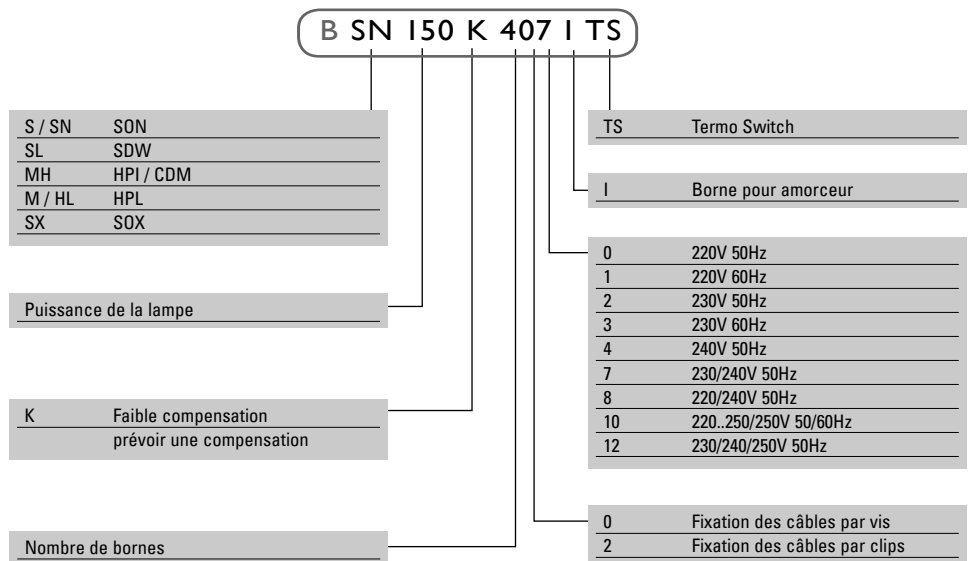 B SN 150 K 407 I TS
S / SN SON
SL SDW
MH HPI / CDM
M / HL HPL
SX SOX
Puissance de la lampe
K Faible compensation
prévoir une compensation
Nombre de bornes
TS Termo Switch
I Borne pour amorceur
0 220V 50Hz
1 220V 60Hz
2 230V 50Hz
3 230V 60Hz
4 240V 50Hz
7 230/240V 50Hz
8 220/240V 50Hz
10 220..250/250V 50/60Hz
12 230/240/250V 50Hz
0 Fixation des câbles par vis
2 Fixation des câbles par clips